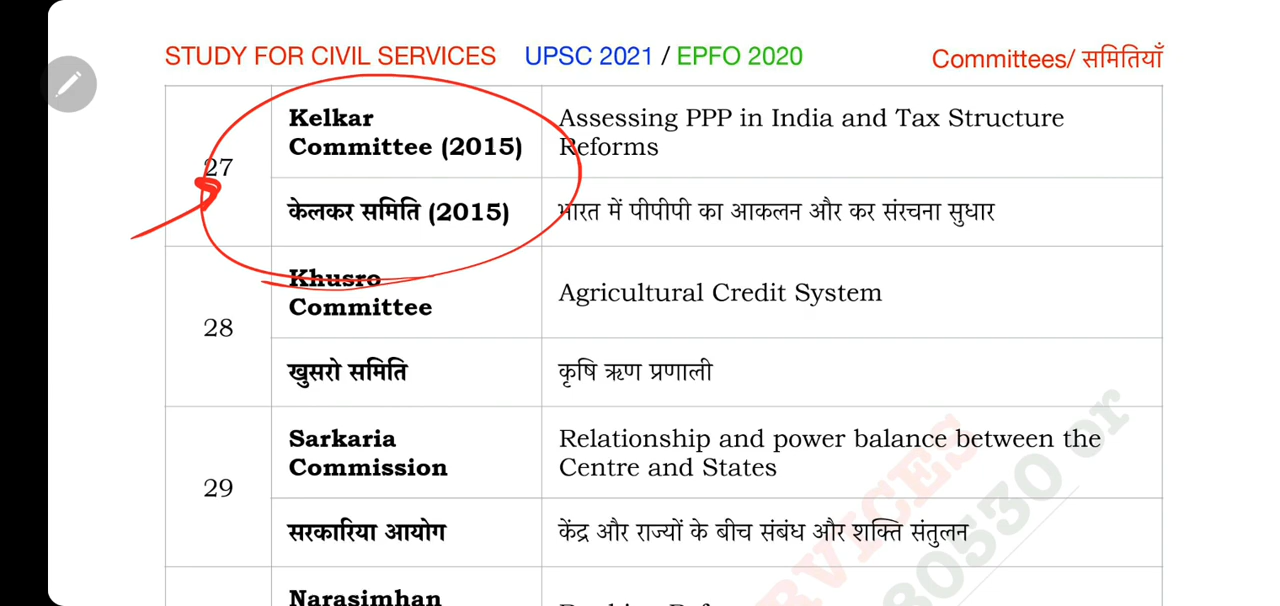 STUDY FOR CIVIL SERVICES UPSC 2021 / EPFO 2020 Committees/ समितियाँ
27
Kelkar
Committee (2015)
Assessing PPP in India and Tax Structure
Reforms
केलकर समिति (2015)
भारत में पीपीपी का आकलन और कर संरचना सुधार
28
Khusro
Committee
Agricultural Credit System
खुसरो समिति
कृषि ऋण प्रणाली
29
Sarkaria
Commission
Relationship and power balance between the
Centre and States
सरकारिया आयोग
केंद्र और राज्यों के बीच संबंध और शक्ति संतुलन
Narasimhan